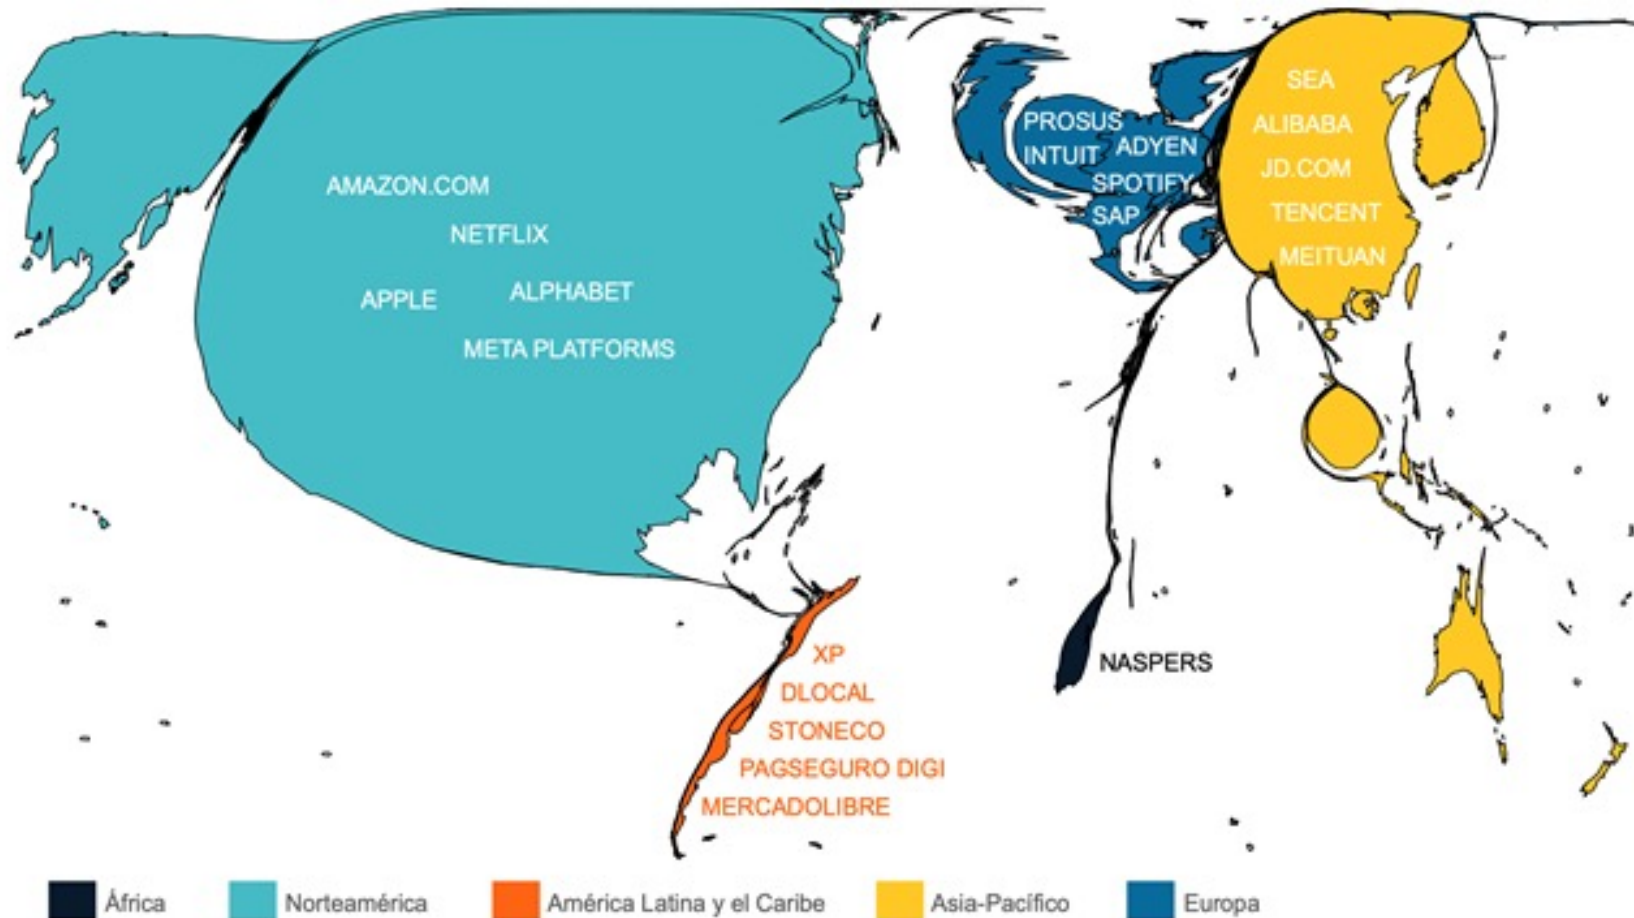 AMAZON.COM
NETFLIX
APPLE
ALPHABET
META PLATFORMS
PROSUS
INTUIT
ADYEN
SPOTIFY
SAP
SEA
ALIBABA
JD.COM
TENCENT
MEITUAN
NASPERS
XP
DLOCAL
STONECO
PAGSEGURO DIGI
MERCADOLIBRE
África
Norteamérica
América Latina y el Caribe
Asia-Pacífico
Europa